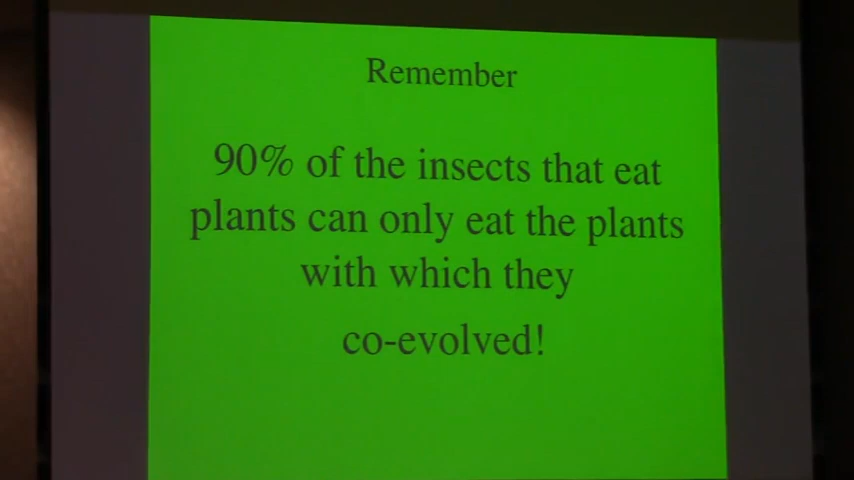 Remember
90% of the insects that eat
plants can only eat the plants
with which they
co-evolved!